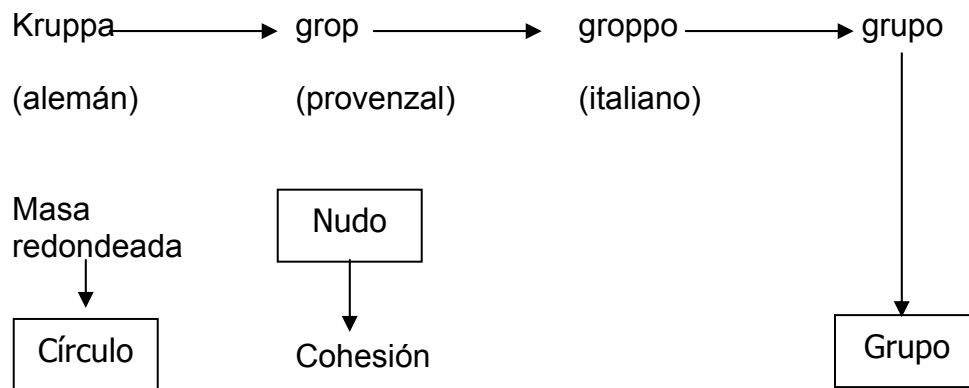 Kruppa grop groppo grupo
(alemán) (provenzal) (italiano)
Masa
redondeada
Nudo
Círculo
Cohesión
Grupo